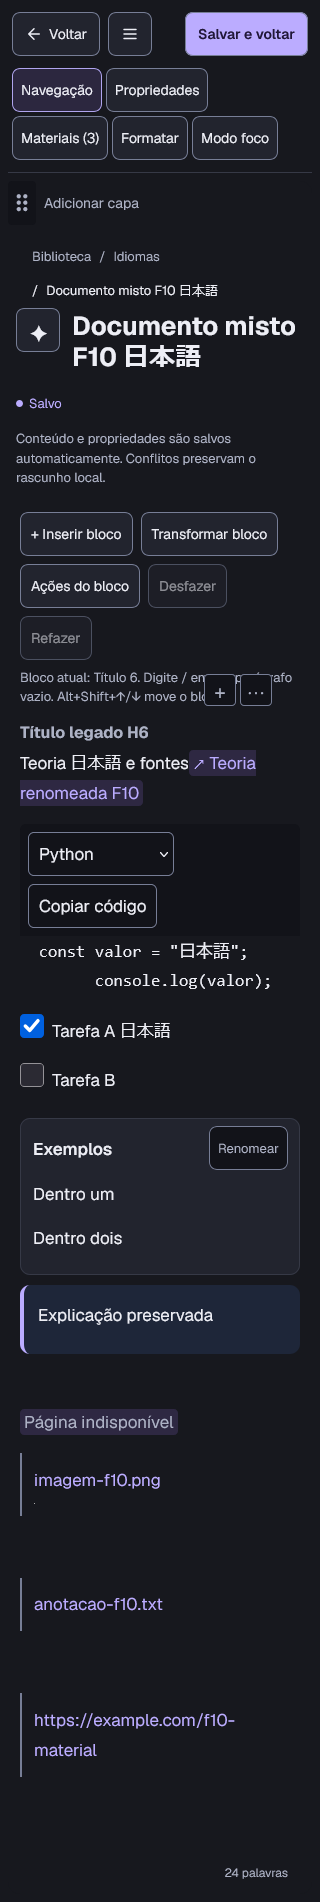 Voltar
Salvar e voltar
Navegação
Propriedades
Materiais (3)
Formatar
Modo foco
Adicionar capa
Biblioteca / Idiomas
/ Documento misto F10 日本語
Documento misto
F10 日本語
Salvo
Conteúdo e propriedades são salvos
automaticamente. Conflitos preservam o
rascunho local.
+ Inserir bloco
Transformar bloco
Ações do bloco
Desfazer
Refazer
Bloco atual: Título 6. Digite / em
vazio. Alt+Shift+↑/↓ move o
+ ···
Título legado H6
Teoria 日本語 e fontes ↗ Teoria
renomeada F10
Python
Copiar código
const valor = "日本語";
console.log(valor);
Tarefa A 日本語
Tarefa B
Exemplos
Renomear
Dentro um
Dentro dois
Explicação preservada
Página indisponível
imagem-f10.png
anotacao-f10.txt
https://example.com/f10-
material
24 palavras